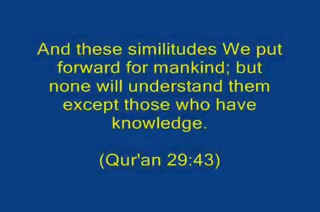 And these similitudes We put
forward for mankind; but
none will understand them
except those who have
knowledge.
(Qur'an 29:43)